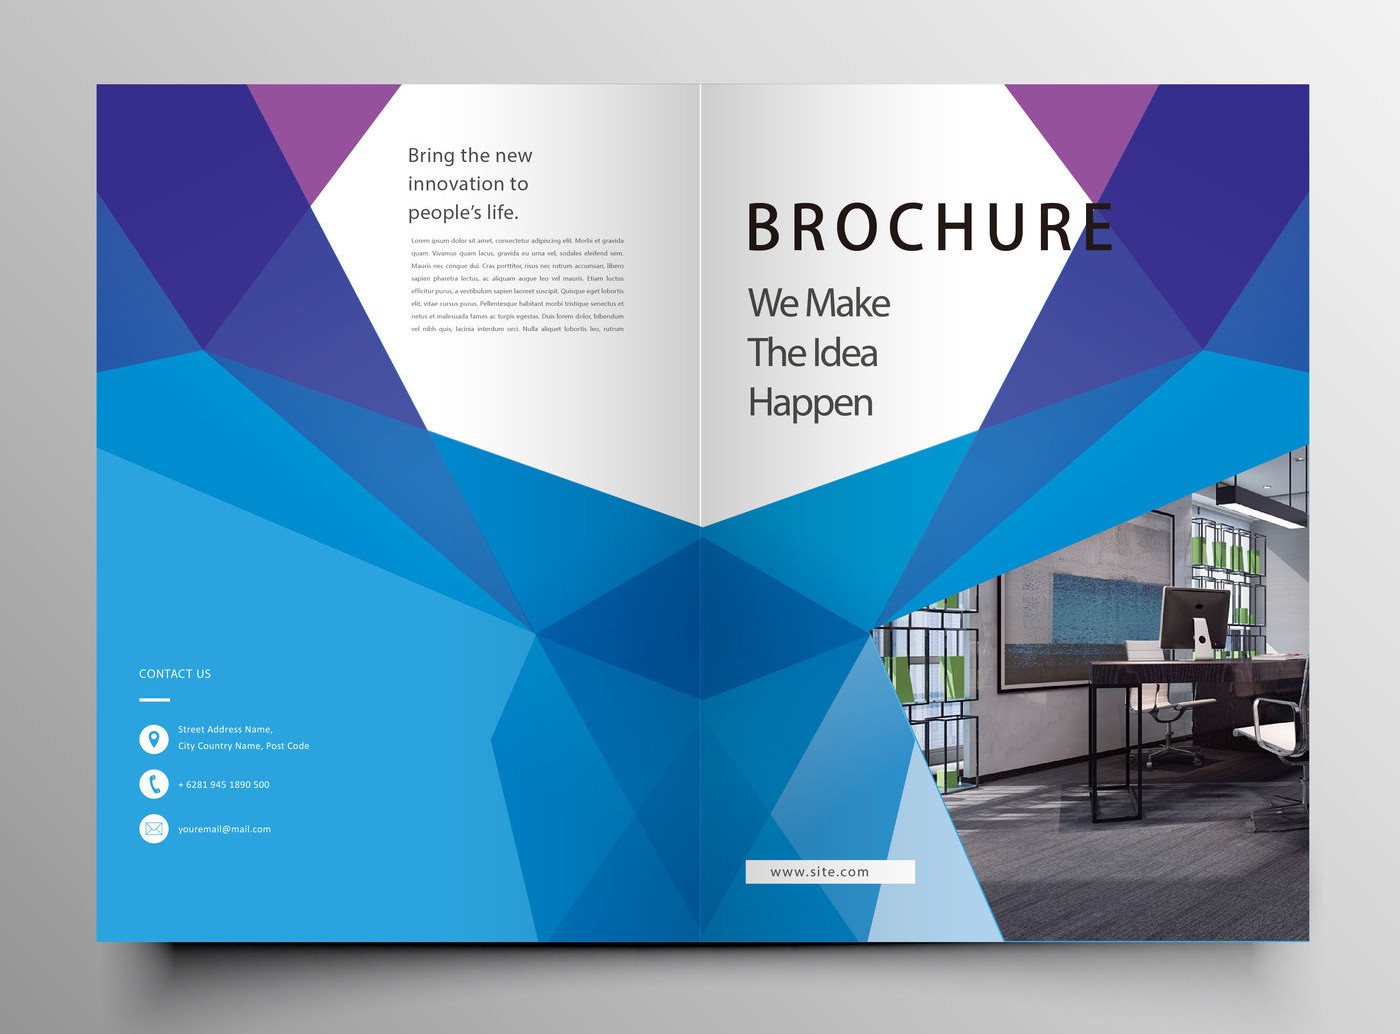 Bring the new
innovation to
people’s life.
Lorem ipsum dolor sit amet, consectetur adipiscing elit. Morbi et gravida
quam. Vivamus quam lacus, gravida eu urna vel, sodales eleifend sem.
Mauris nec congue dui. Cras porttitor, risus nec rutrum accumsan, libero
sapien pharetra lectus, ac aliquam augue leo vel mauris. Etiam luctus
efficitur purus, a vestibulum sapien laoreet suscipit. Quisque eget lobortis
elit, vitae cursus purus. Pellentesque habitant morbi tristique senectus et
netus et malesuada fames ac turpis egestas. Duis lorem dolor, bibendum
vel nibh quis, lacinia interdum orci. Nulla aliquet lobortis leo, rutrum
CONTACT US
Street Address Name,
City Country Name, Post Code
+ 6281 945 1890 500
youremail@mail.com
BROCHURE
We Make
The Idea
Happen
www.site.com